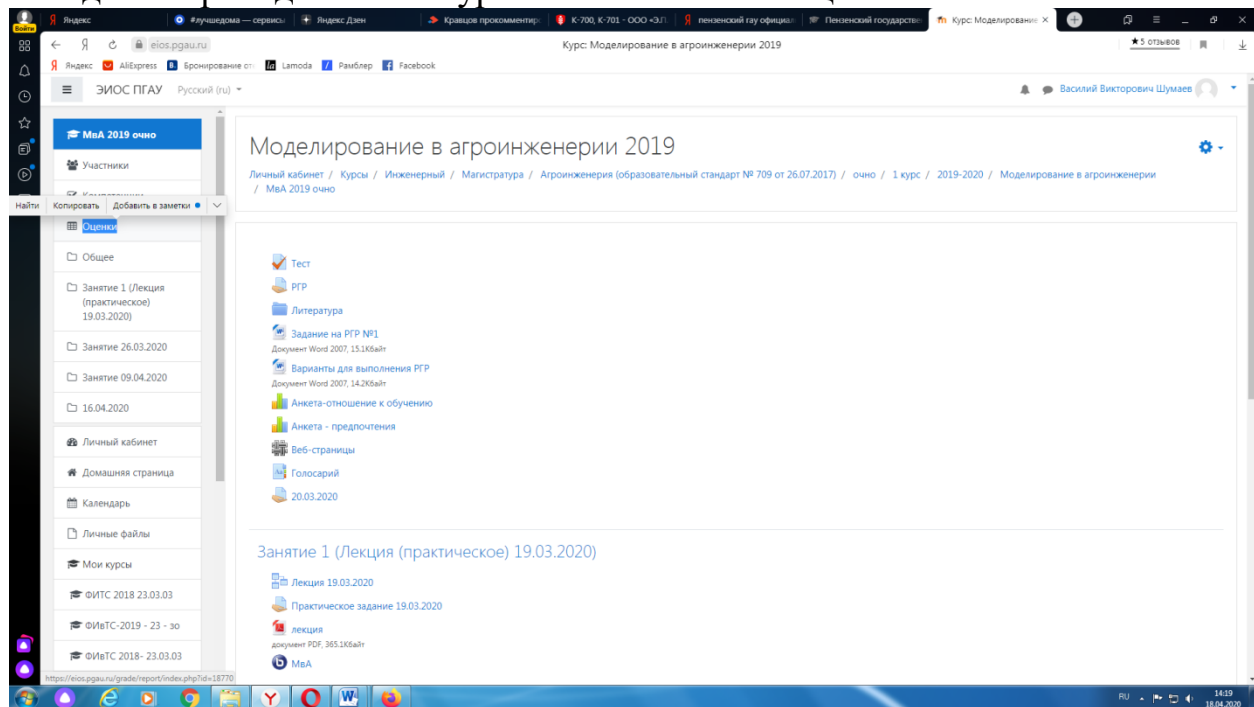 Войти
Яндекс
#лучшедома — сервисы
Яндекс Дзен
Кравцов прокомментир
К-700, К-701 - ООО «ЭЛ
пензенский гау официал
Пензенский государстве
Курс: Моделирование
eios.pgau.ru
Курс: Моделирование в агроинженерии 2019
★5 отзывов
Яндекс
AliExpress
Бронирование от
Lamoda
Рамблер
Facebook
ЭИОС ПГАУ
Русский (ru)
Василий Викторович Шумаев
МвА 2019 очно
Участники
Найти
Копировать
Добавить в заметки
Оценки
Общее
Занятие 1 (Лекция
(практическое)
19.03.2020)
Занятие 26.03.2020
Занятие 09.04.2020
16.04.2020
Личный кабинет
Домашняя страница
Календарь
Личные файлы
Мои курсы
ФИТС 2018 23.03.03
ФИвТС-2019 - 23 - зо
ФИвТС 2018- 23.03.03
Моделирование в агроинженерии 2019
Личный кабинет / Курсы / Инженерный / Магистратура / Агроинженерия (образовательный стандарт № 709 от 26.07.2017) / очно / 1 курс / 2019-2020 / Моделирование в агроинженерии
/ МвА 2019 очно
Тест
РГР
Литература
Задание на РГР №1
Документ Word 2007, 15.1Кбайт
Варианты для выполнения РГР
Документ Word 2007, 14.2Кбайт
Анкета-отношение к обучению
Анкета - предпочтения
Веб-страницы
Голосарий
20.03.2020
Занятие 1 (Лекция (практическое) 19.03.2020)
Лекция 19.03.2020
Практическое задание 19.03.2020
лекция
документ PDF, 365.1Кбайт
МвА
https://eios.pgau.ru/grade/report/index.php?id=18770
RU
14:19
18.04.2020